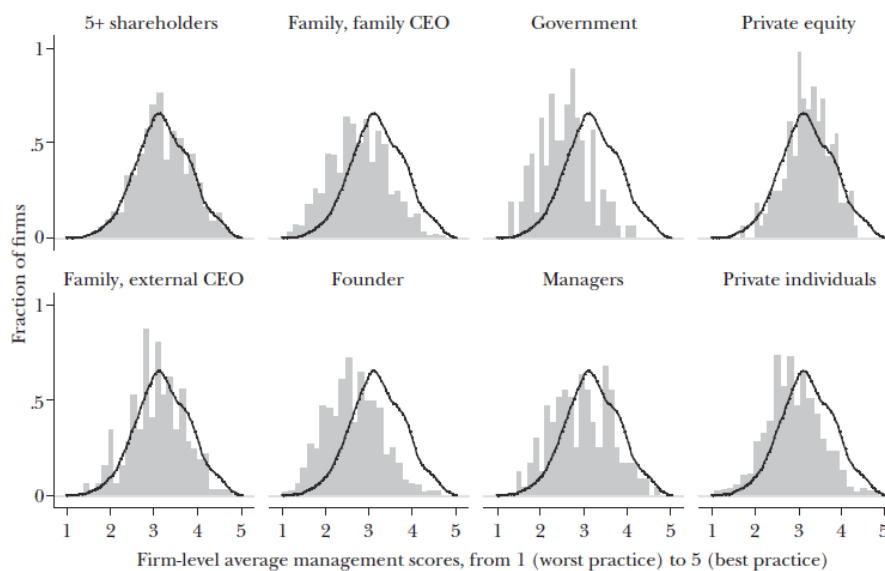 5+ shareholders
Family, family CEO
Government
Private equity
1
.5
0
Family, external CEO
Founder
Managers
Private individuals
1
.5
0
Fraction of firms
1 2 3 4 5
1 2 3 4 5
1 2 3 4 5
1 2 3 4 5
Firm-level average management scores, from 1 (worst practice) to 5 (best practice)